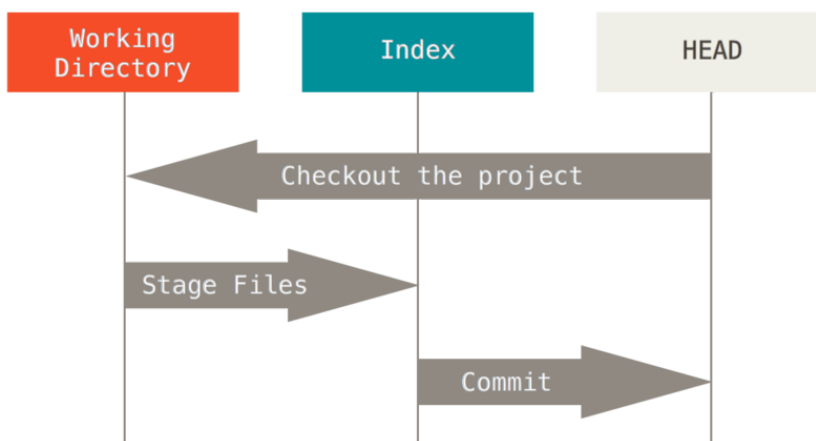 Working
Directory
Index
HEAD
Checkout the project
Stage Files
Commit